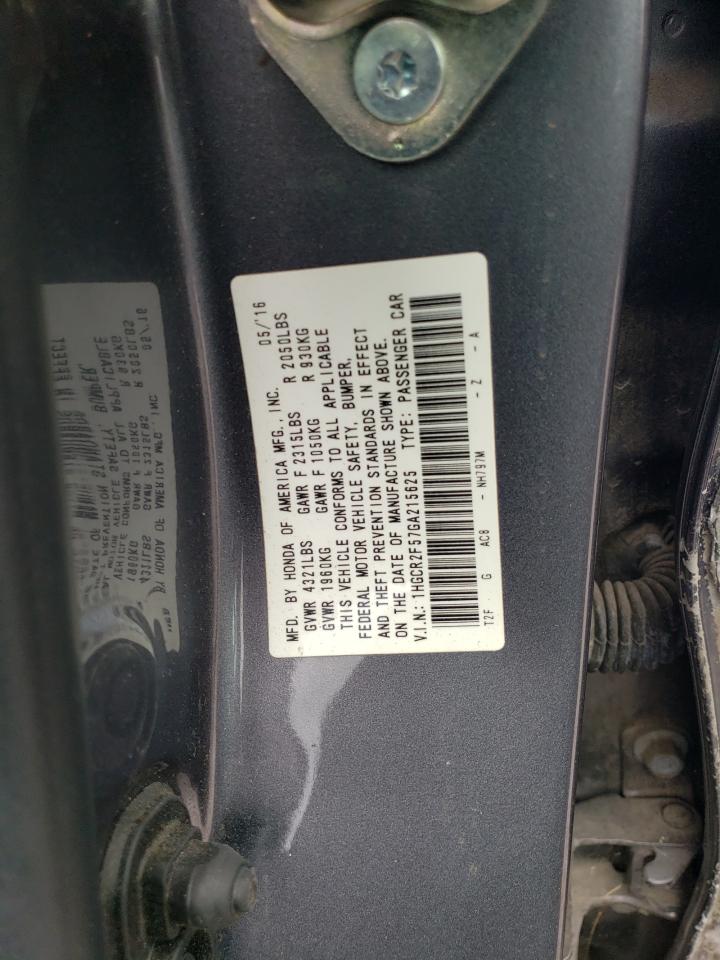 MFD. BY HONDA OF AMERICA MFG., INC. 05/'16
GVWR 4321LBS GAWR F 2315LBS R 2050LBS
GVWR 1960KG GAWR F 1050KG R 930KG
THIS VEHICLE CONFORMS TO ALL APPLICABLE
FEDERAL MOTOR VEHICLE SAFETY, BUMPER,
AND THEFT PREVENTION STANDARDS IN EFFECT
ON THE DATE OF MANUFACTURE SHOWN ABOVE.
V.I.N.: 1HGCR2F57GA215625 TYPE: PASSENGER CAR
T2F G AC8 - NH797M - Z - A